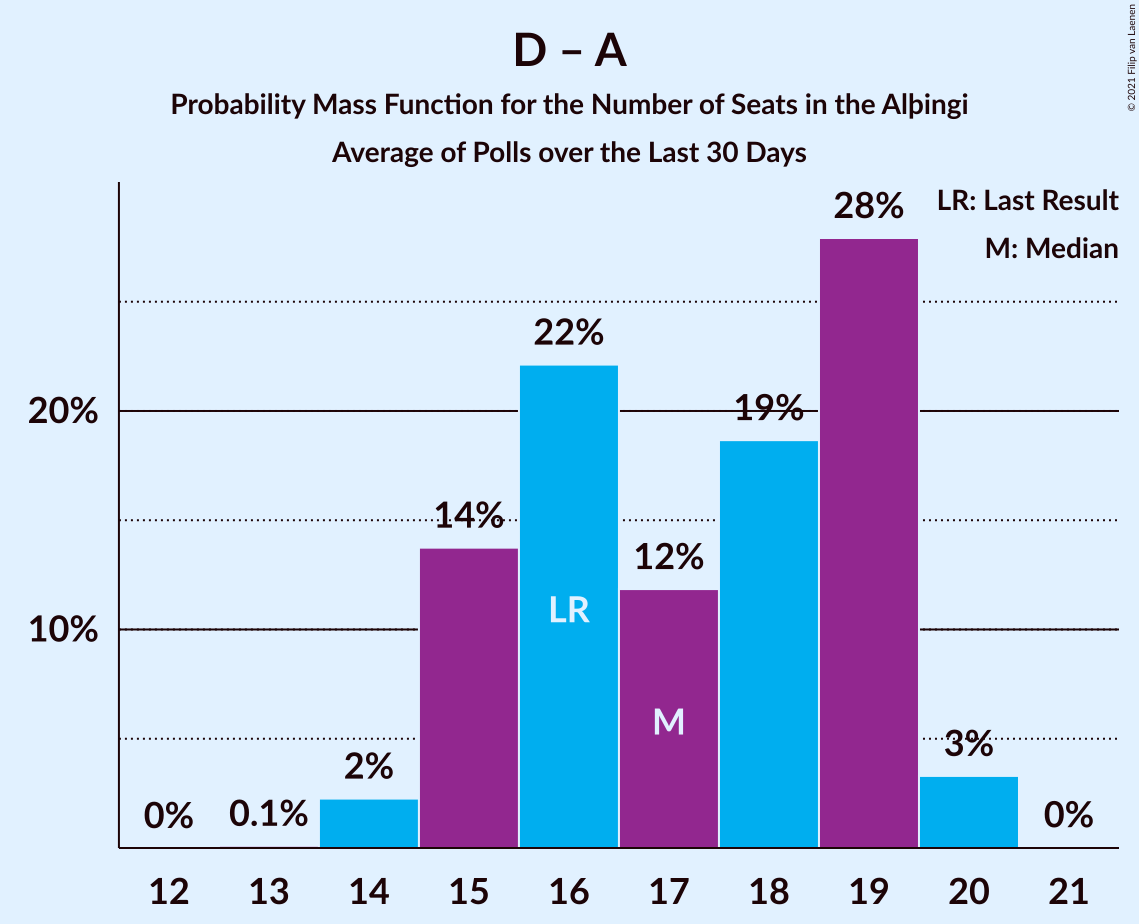 D – A
Probability Mass Function for the Number of Seats in the Alþingi
Average of Polls over the Last 30 Days
© 2021 Filip van Laenen
LR: Last Result
M: Median
28%
22%
20%
19%
14%
12%
LR
10%
M
3%
2%
0%
0.1%
0%
12 13 14 15 16 17 18 19 20 21